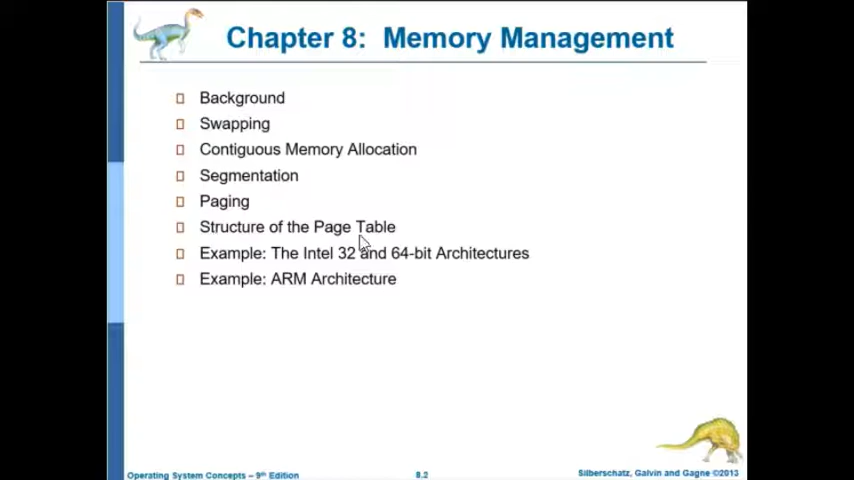 Chapter 8: Memory Management
Background
Swapping
Contiguous Memory Allocation
Segmentation
Paging
Structure of the Page Table
Example: The Intel 32 and 64-bit Architectures
Example: ARM Architecture
Operating System Concepts – 9th Edition
8.2
Silberschatz, Galvin and Gagne ©2013